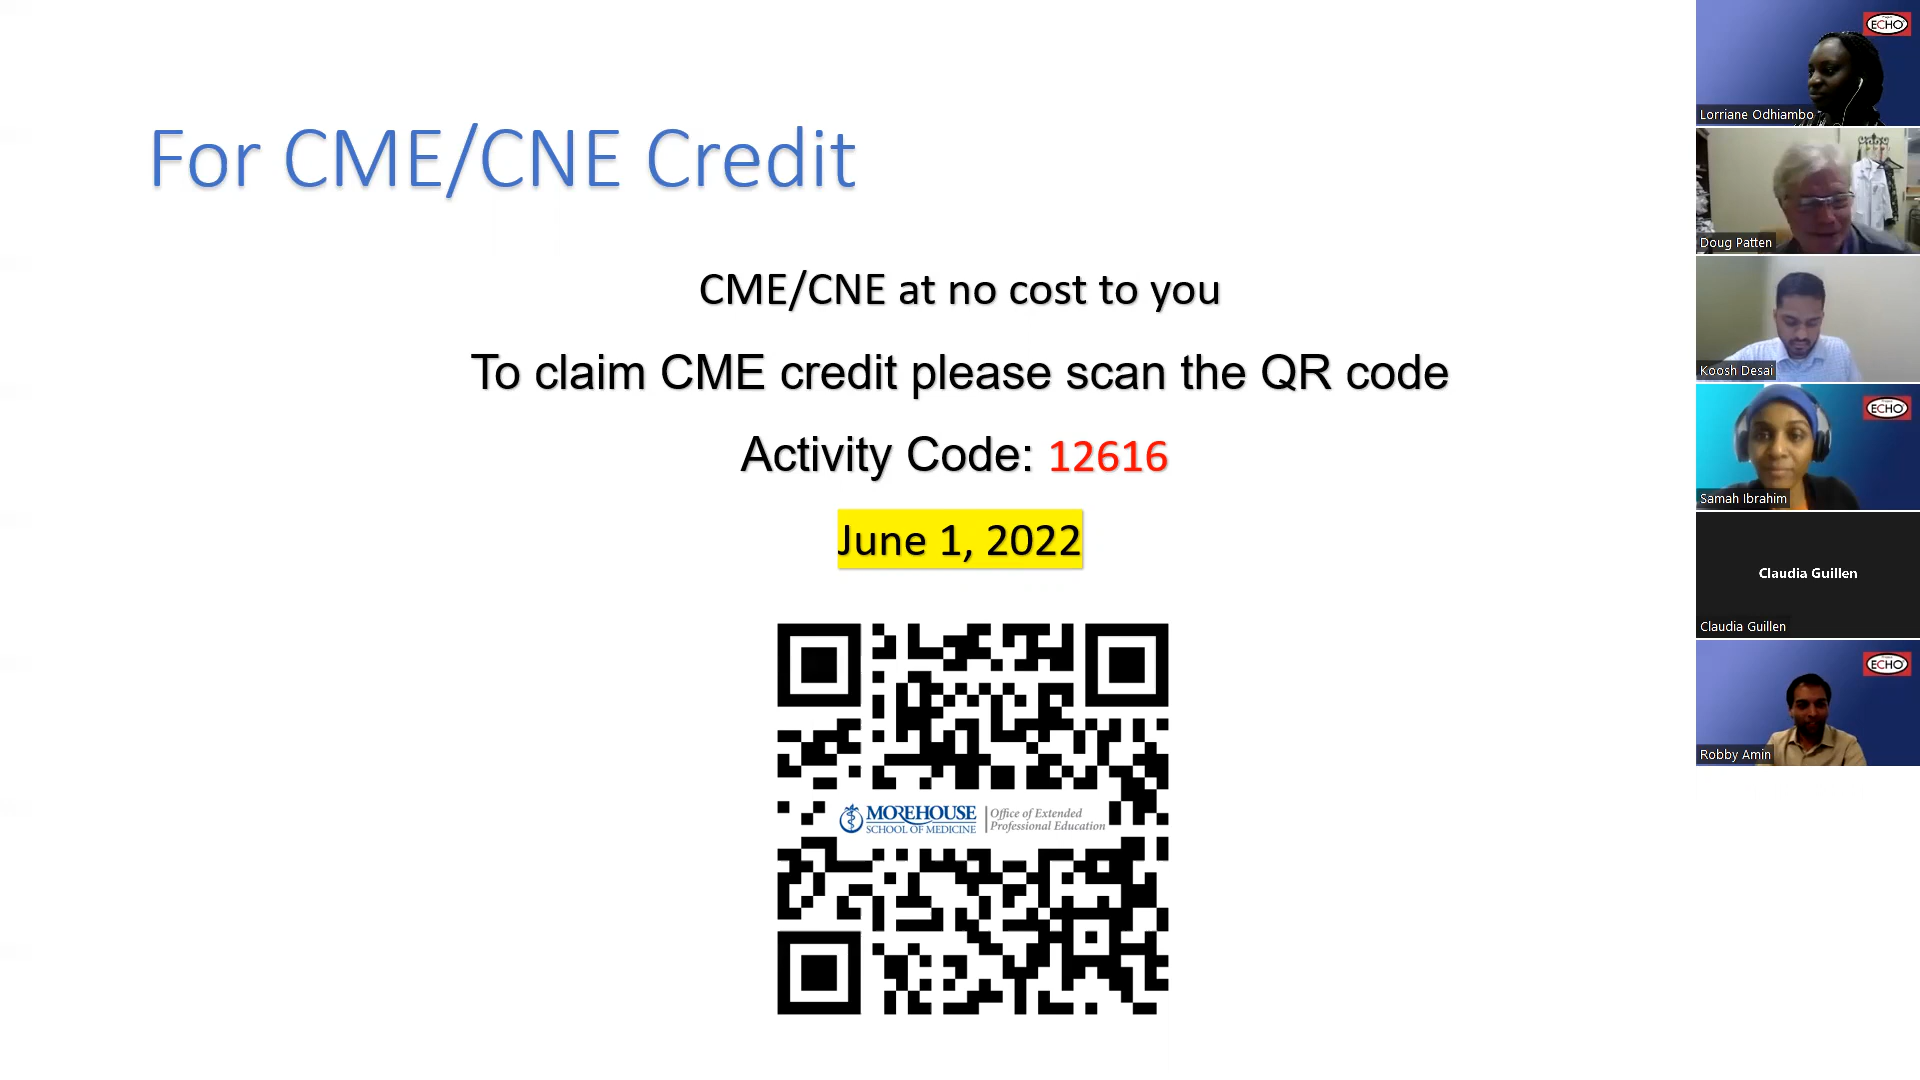 For CME/CNE Credit
CME/CNE at no cost to you
To claim CME credit please scan the QR code
Activity Code: 12616
June 1, 2022
MOREHOUSE
SCHOOL OF MEDICINE
Office of Extended
Professional Education
ECHO
Lorriane Odhiambo
Doug Patten
Koosh Desai
ECHO
Samah Ibrahim
Claudia Guillen
Claudia Guillen
ECHO
Robby Amin